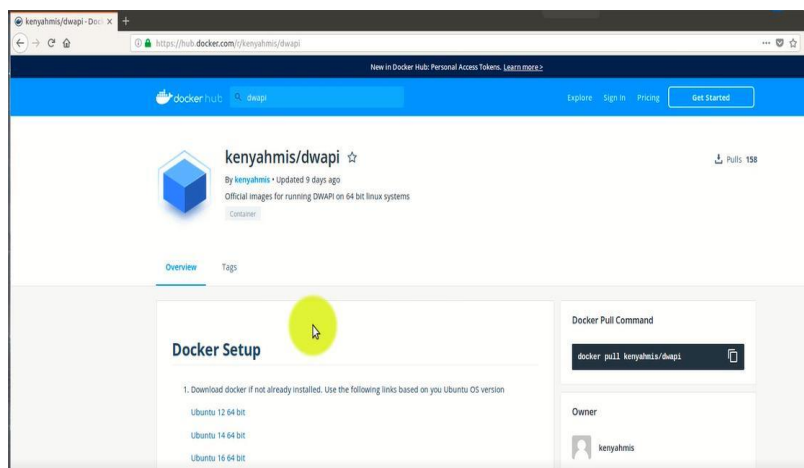 kenyahmis/dwapi - Doc
https://hub.docker.com/r/kenyahmis/dwapi
New in Docker Hub: Personal Access Tokens. Learn more >
docker hub
dwapi
Explore Sign In Pricing Get Started
kenyahmis/dwapi
Pulls 158
By kenyahmis • Updated 9 days ago
Official images for running DWAPI on 64 bit linux systems
Container
Overview Tags
Docker Setup
1. Download docker if not already installed. Use the following links based on you Ubuntu OS version
Ubuntu 12 64 bit
Ubuntu 14 64 bit
Ubuntu 16 64 bit
Docker Pull Command
docker pull kenyahmis/dwapi
Owner
kenyahmis